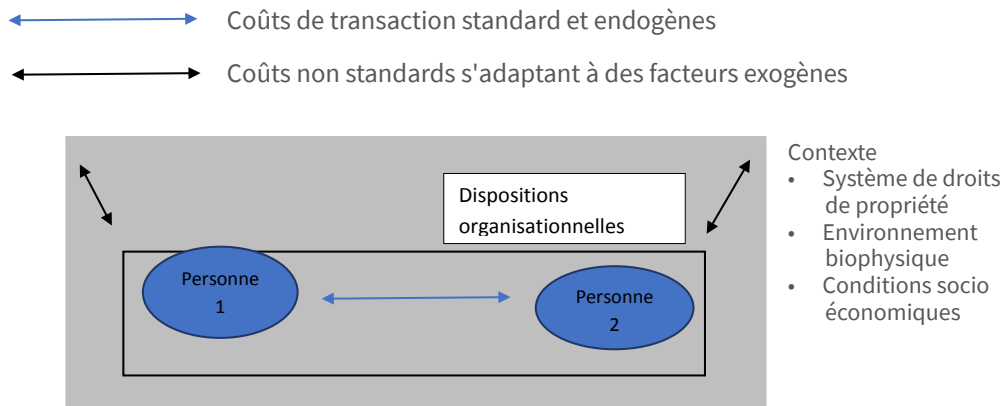 Coûts de transaction standard et endogènes
Coûts non standards s'adaptant à des facteurs exogènes
Dispositions
organisationnelles
Personne
1
Personne
2
Contexte
• Système de droits
de propriété
• Environnement
biophysique
• Conditions socio
économiques